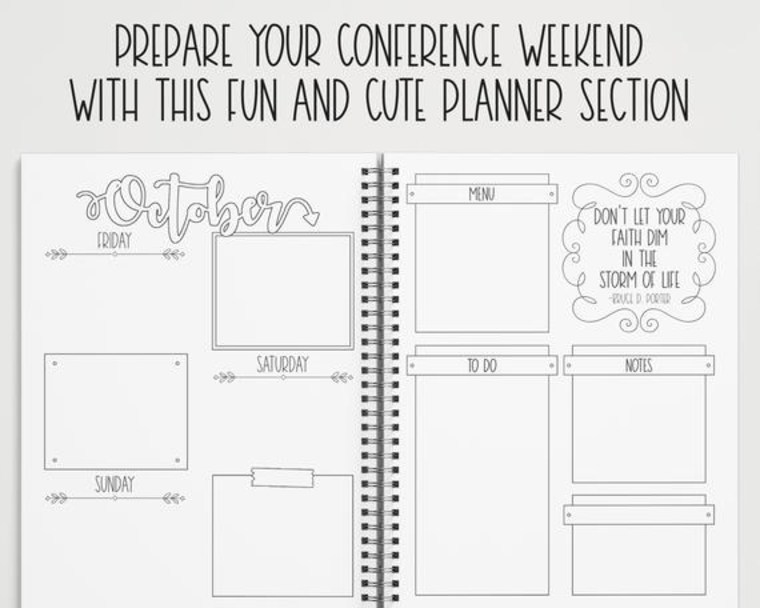 PREPARE YOUR CONFERENCE WEEKEND
WITH THIS FUN AND CUTE PLANNER SECTION
October
FRIDAY
SATURDAY
SUNDAY
MENU
DON'T LET YOUR
FAITH DIM
IN THE
STORM OF LIFE
-BRUCE D. PORTER
TO DO
NOTES